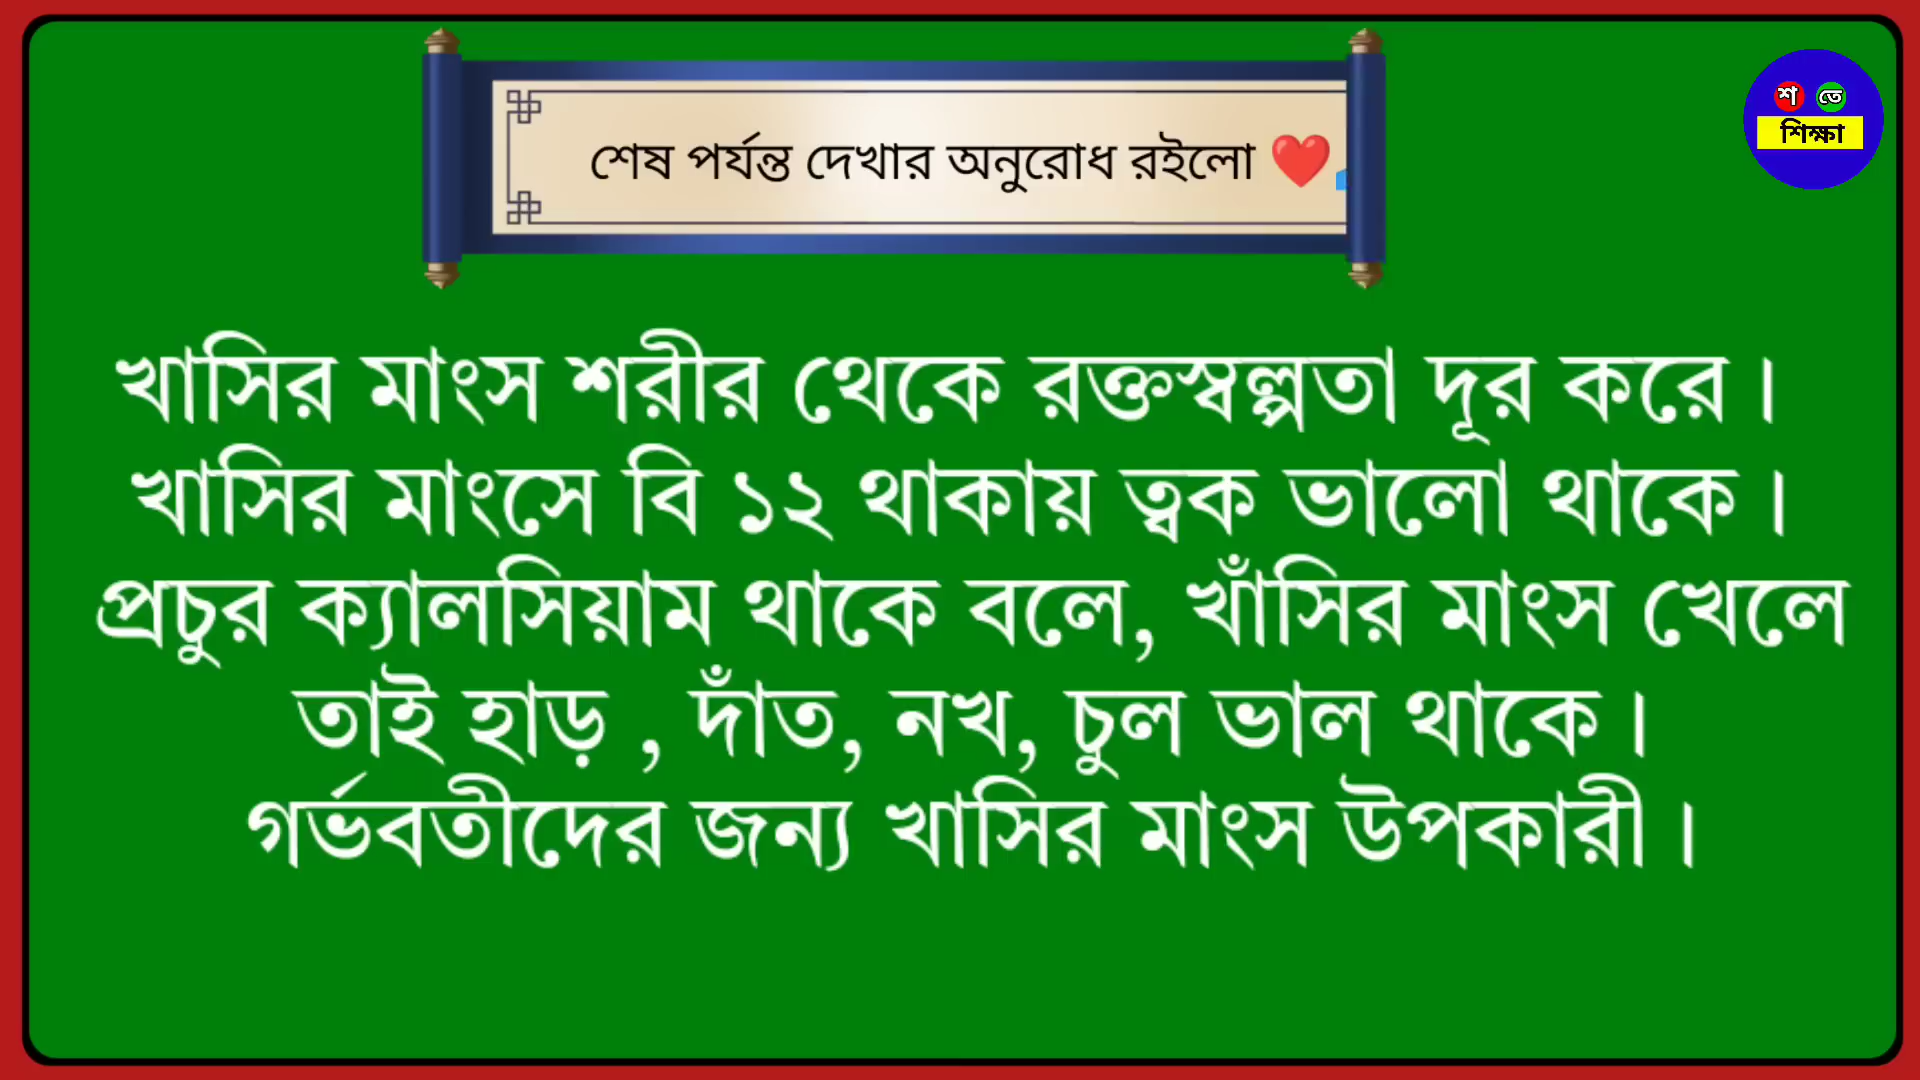 শেষ পর্যন্ত দেখার অনুরোধ রইলো ❤️
শ তে
শিক্ষা
খাসির মাংস শরীর থেকে রক্তস্বল্পতা দূর করে।
খাসির মাংসে বি ১২ থাকায় ত্বক ভালো থাকে।
প্রচুর ক্যালসিয়াম থাকে বলে, খাঁসির মাংস খেলে
তাই হাড় , দাঁত, নখ, চুল ভাল থাকে।
গর্ভবতীদের জন্য খাসির মাংস উপকারী।